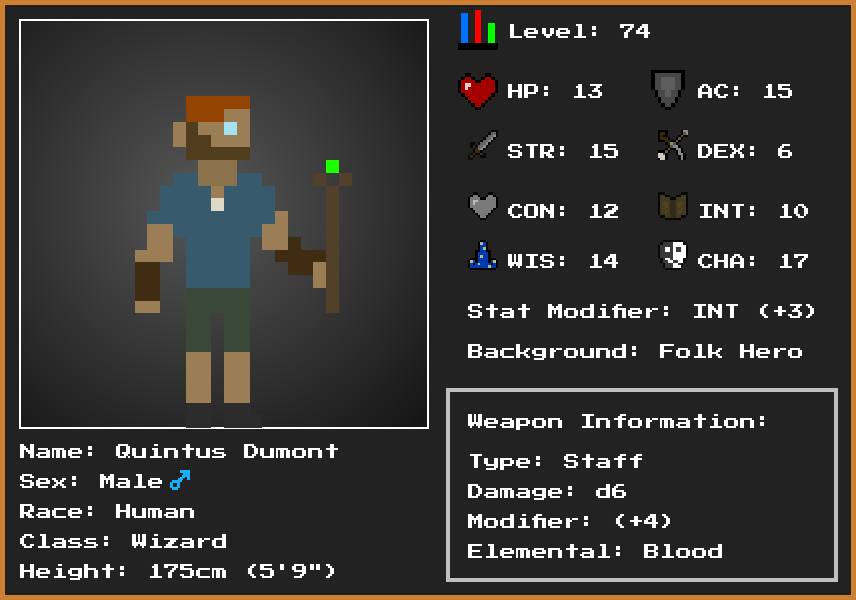 Level: 74
HP: 13 AC: 15
STR: 15 DEX: 6
CON: 12 INT: 10
WIS: 14 CHA: 17
Stat Modifier: INT (+3)
Background: Folk Hero
Weapon Information:
Type: Staff
Damage: d6
Modifier: (+4)
Elemental: Blood
Name: Quintus Dumont
Sex: Male♂
Race: Human
Class: Wizard
Height: 175cm (5'9")